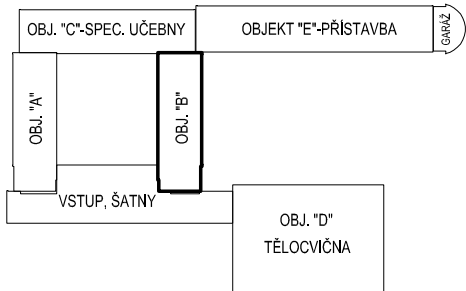 OBJ. "C"-SPEC. UČEBNY
OBJEKT "E"-PŘÍSTAVBA
GARÁŽ
OBJ. "A"
OBJ. "B"
VSTUP, ŠATNY
OBJ. "D"
TĚLOCVIČNA